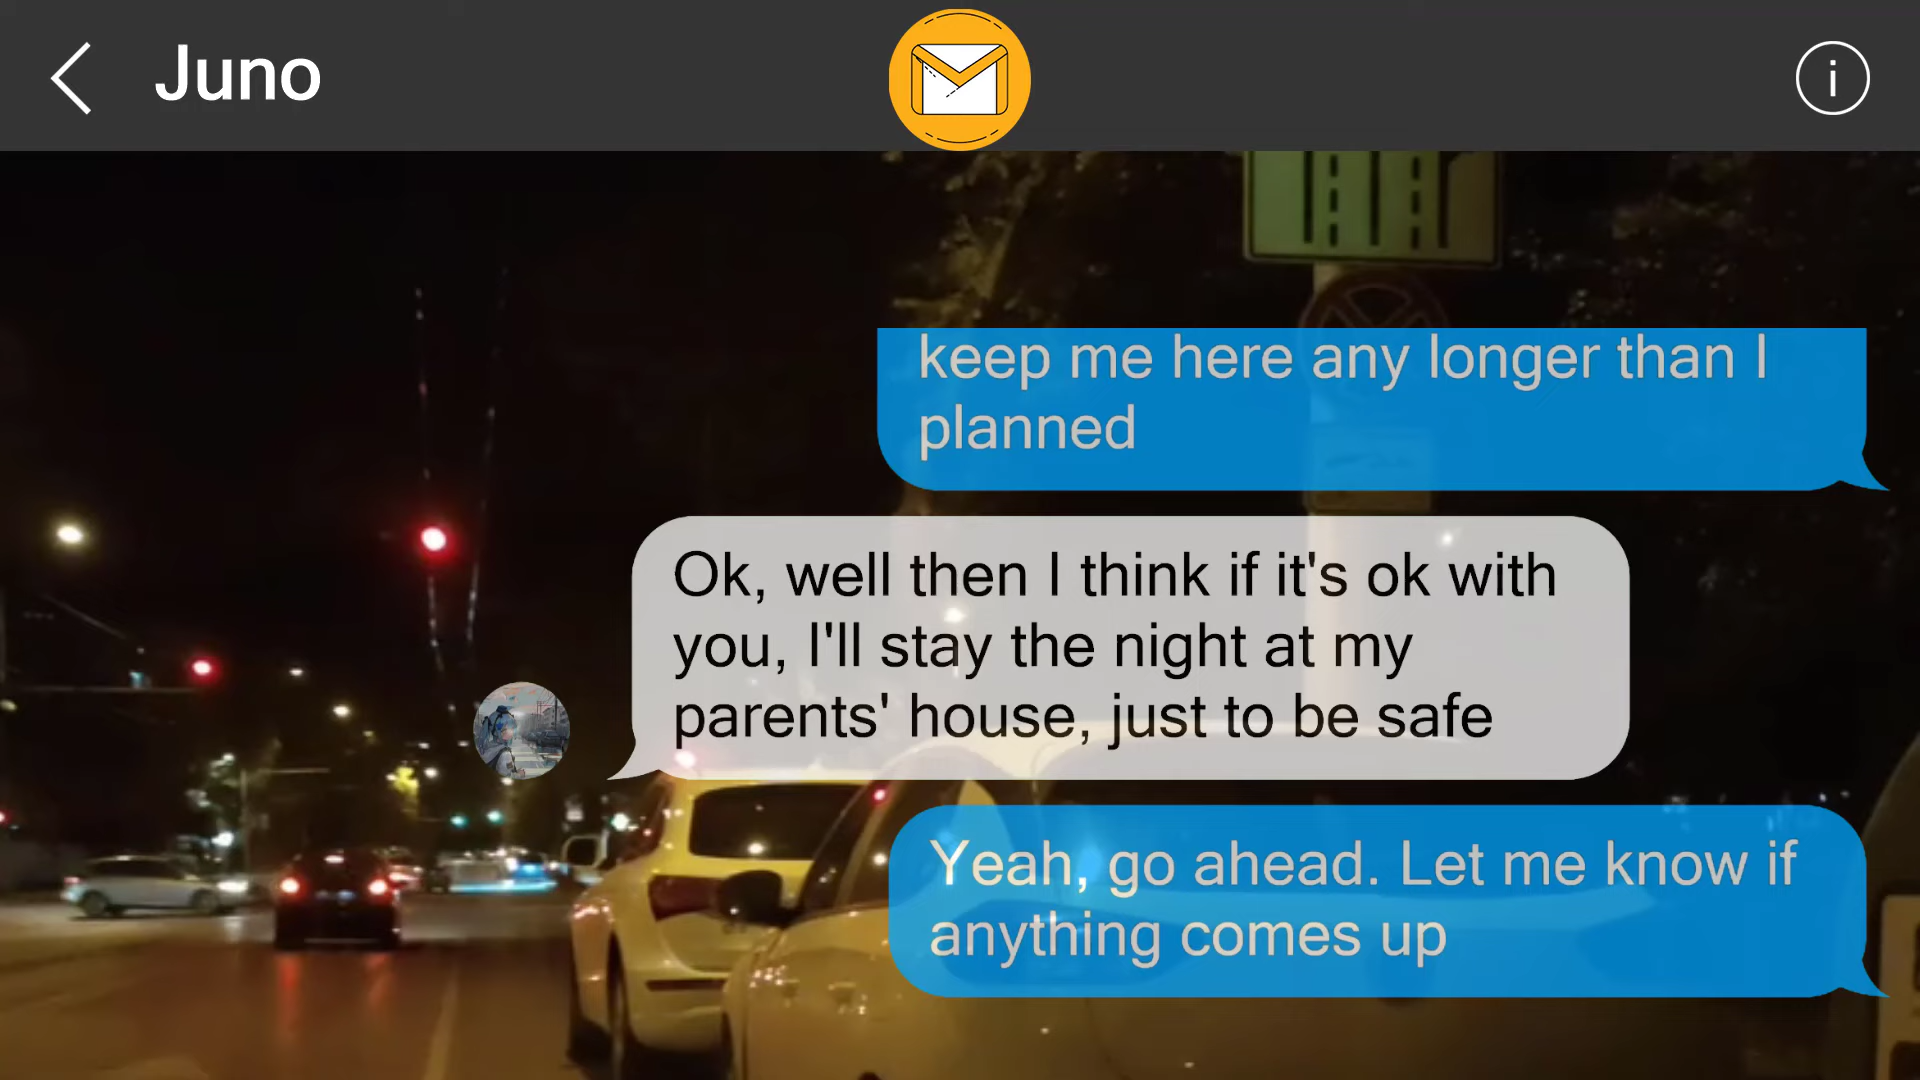 Juno
keep me here any longer than I
planned
Ok, well then I think if it's ok with
you, I'll stay the night at my
parents' house, just to be safe
Yeah, go ahead. Let me know if
anything comes up